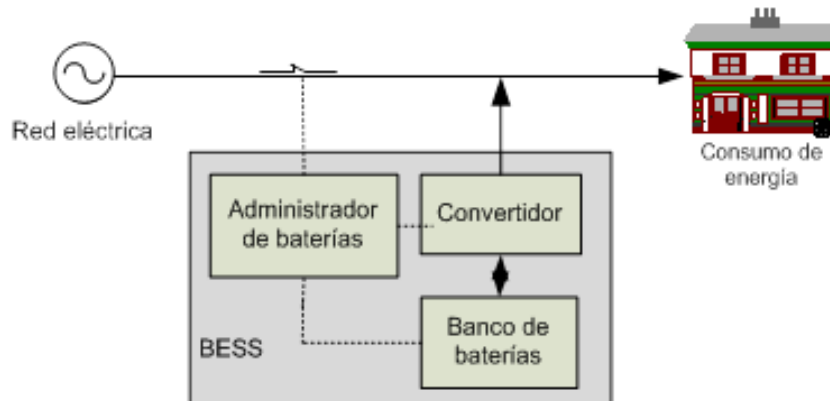 Red eléctrica
Consumo de
energía
Administrador
de baterías
Convertidor
Banco de
baterías
BESS